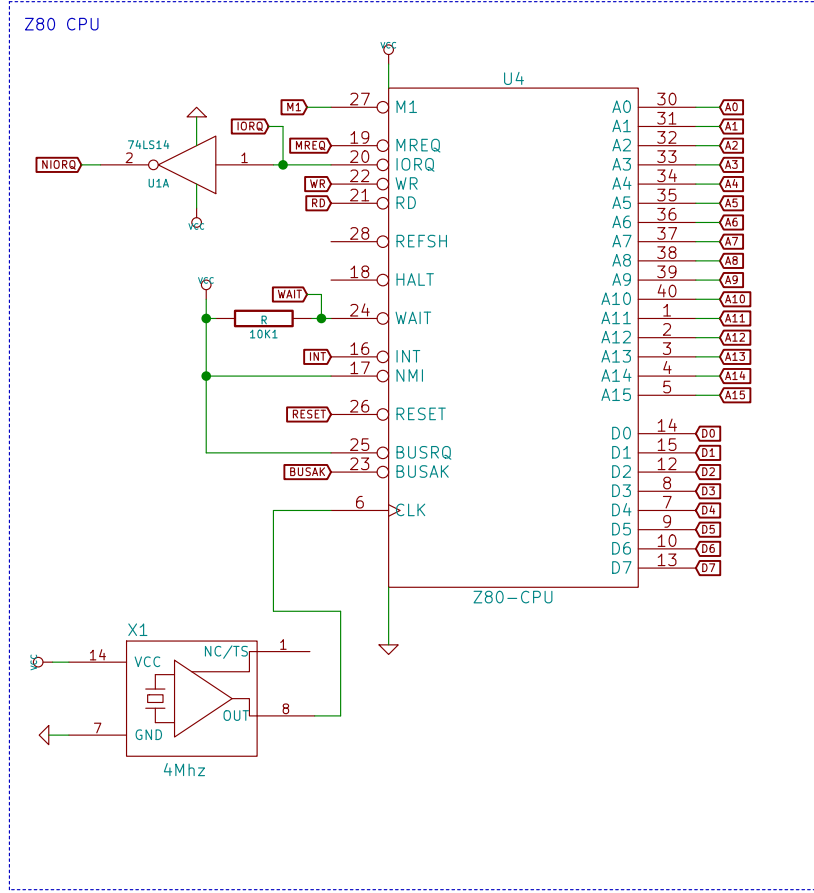 Z80 CPU
VCC
U4
M1 27 M1
A0 30 A0
A1 31 A1
74LS14
IORQ
MREQ 19 MREQ
A2 32 A2
NIORQ 2 1 20 IORQ
A3 33 A3
U1A
WR 22 WR
A4 34 A4
RD 21 RD
A5 35 A5
VCC
A6 36 A6
28 REFSH
A7 37 A7
A8 38 A8
VCC
18 HALT
A9 39 A9
WAIT
A10 40 A10
R
24 WAIT
A11 1 A11
10K1
A12 2 A12
INT 16 INT
A13 3 A13
17 NMI
A14 4 A14
A15 5 A15
RESET 26 RESET
D0 14 D0
25 BUSRQ
D1 15 D1
BUSAK 23 BUSAK
D2 12 D2
D3 8 D3
6 CLK
D4 7 D4
D5 9 D5
D6 10 D6
D7 13 D7
Z80-CPU
X1
NC/TS 1
VCC 14 VCC
OUT 8
7 GND
4Mhz